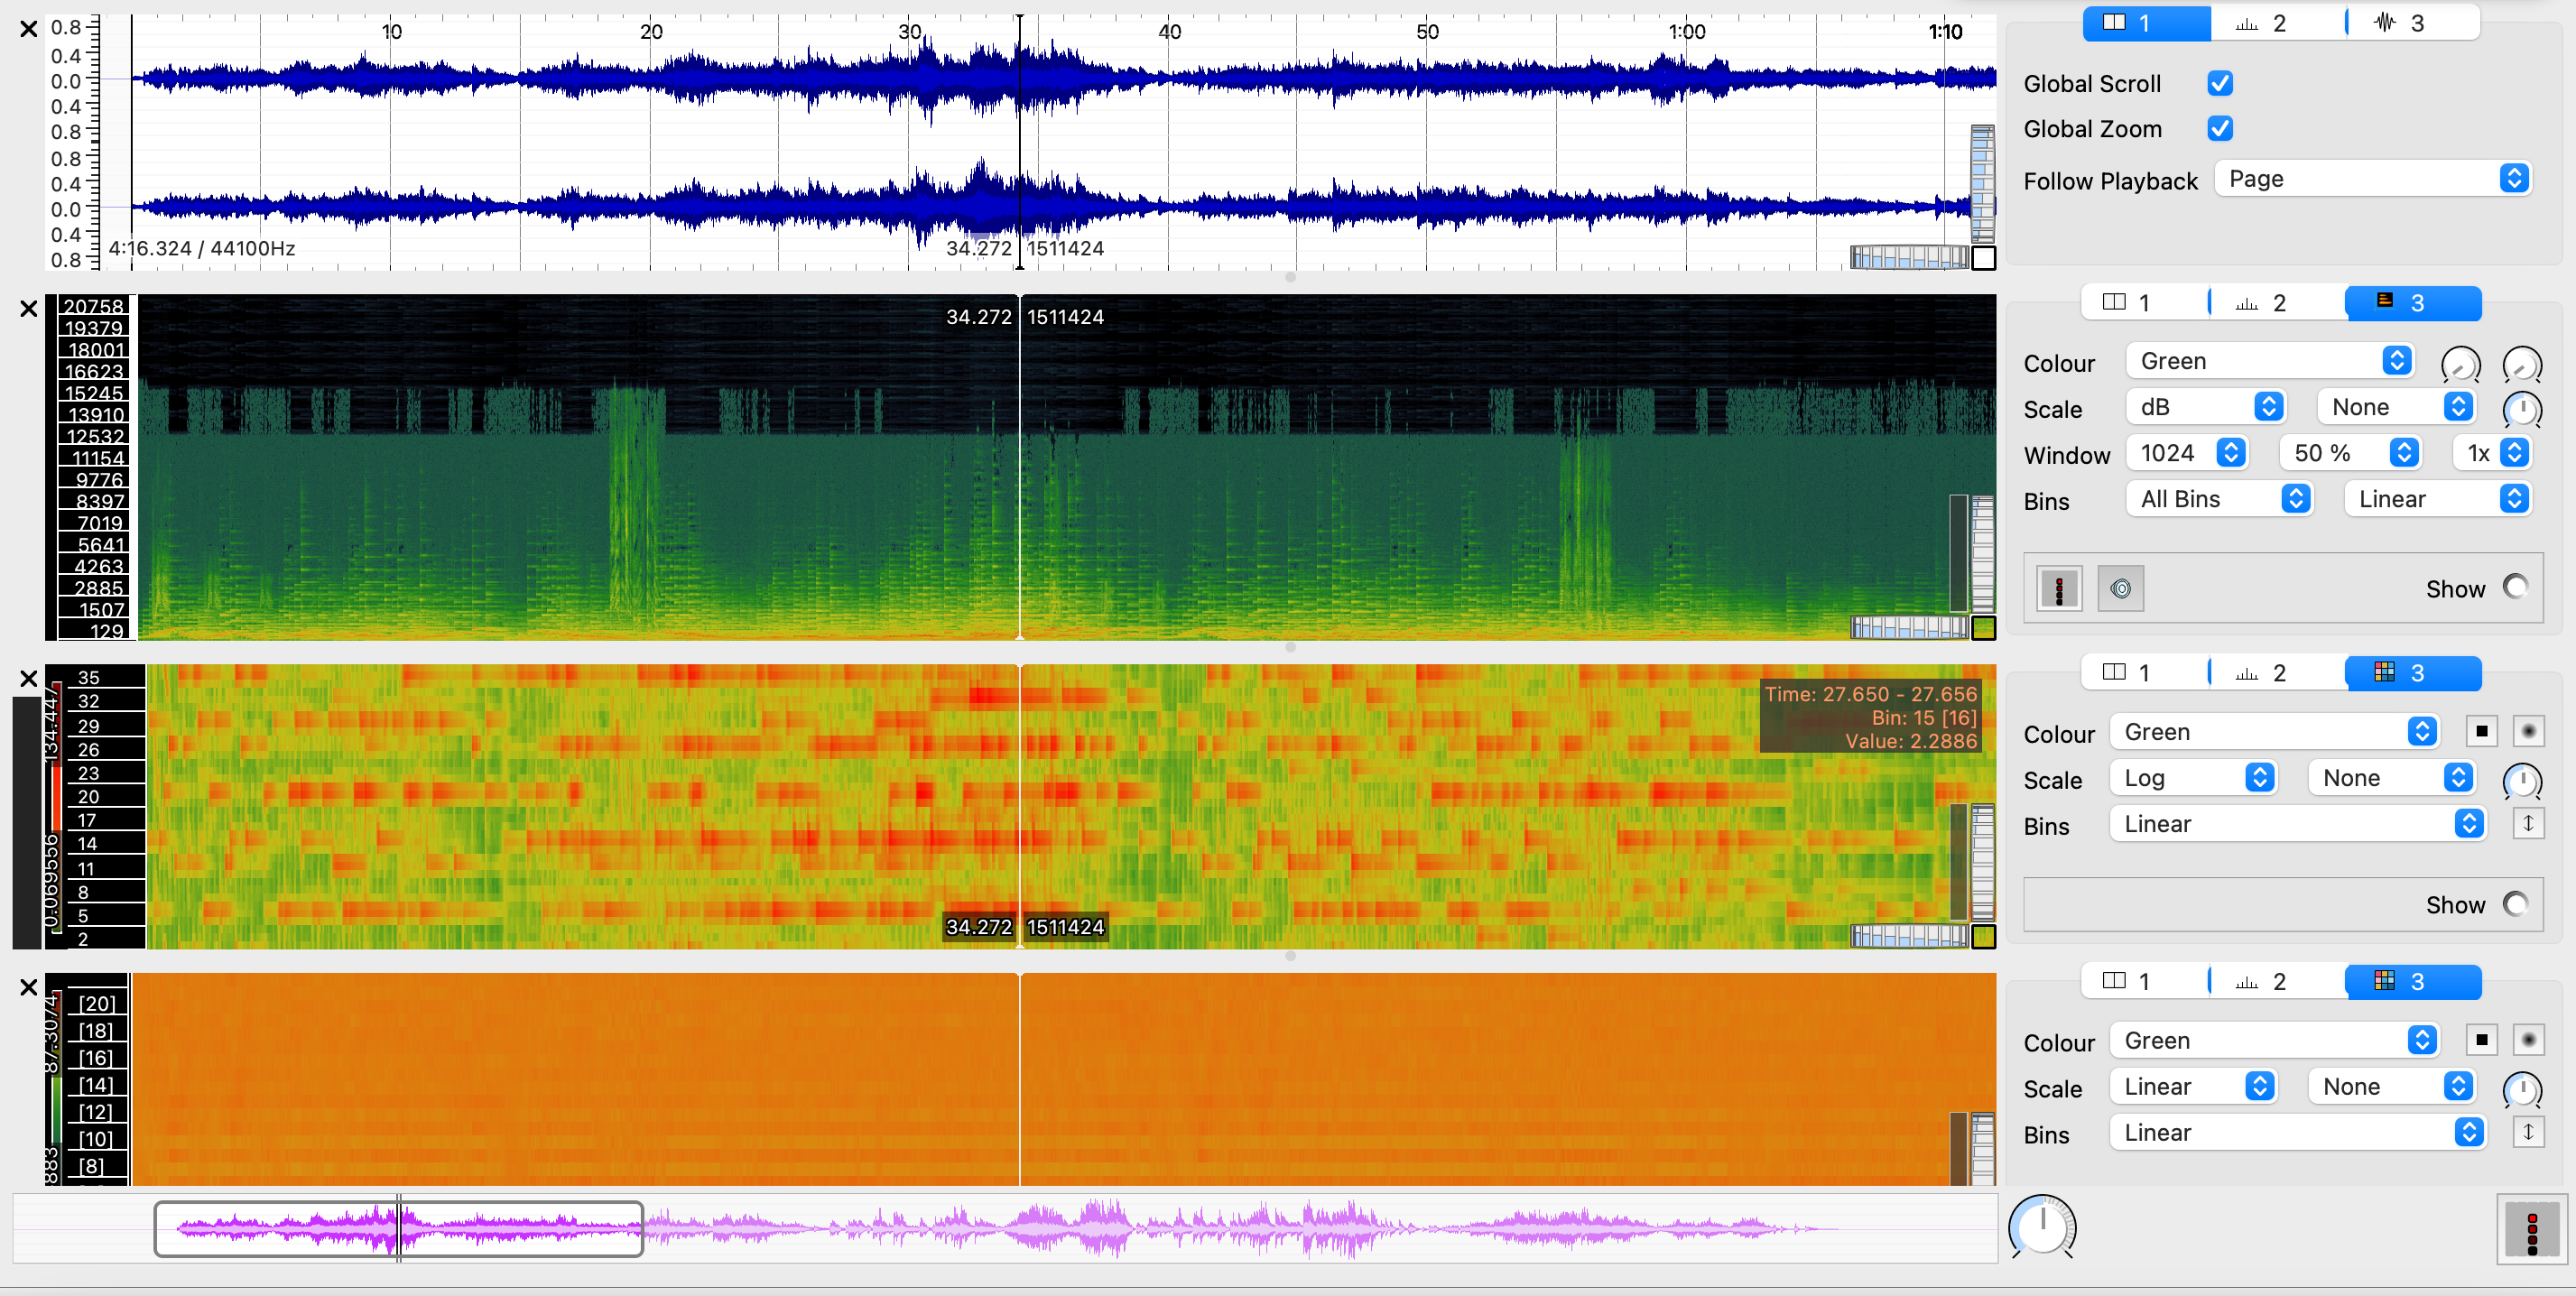 0.8
0.4
0.0
0.4
0.8
0.8
0.4
0.0
0.4
0.8
10 20 30 40 50 1:00 1:10
4:16.324 / 44100Hz
34.272 1511424
1 2 3
Global Scroll
Global Zoom
Follow Playback Page
20758
19379
18001
16623
15245
13910
12532
11154
9776
8397
7019
5641
4263
2885
1507
129
34.272 1511424
1 2 3
Colour Green
Scale dB None
Window 1024 50 % 1x
Bins All Bins Linear
Show
134.447
0.069556
35
32
29
26
23
20
17
14
11
8
5
2
Time: 27.650 - 27.656
Bin: 15 [16]
Value: 2.2886
34.272 1511424
1 2 3
Colour Green
Scale Log None
Bins Linear
Show
87.3074
883
[20]
[18]
[16]
[14]
[12]
[10]
[8]
1 2 3
Colour Green
Scale Linear None
Bins Linear